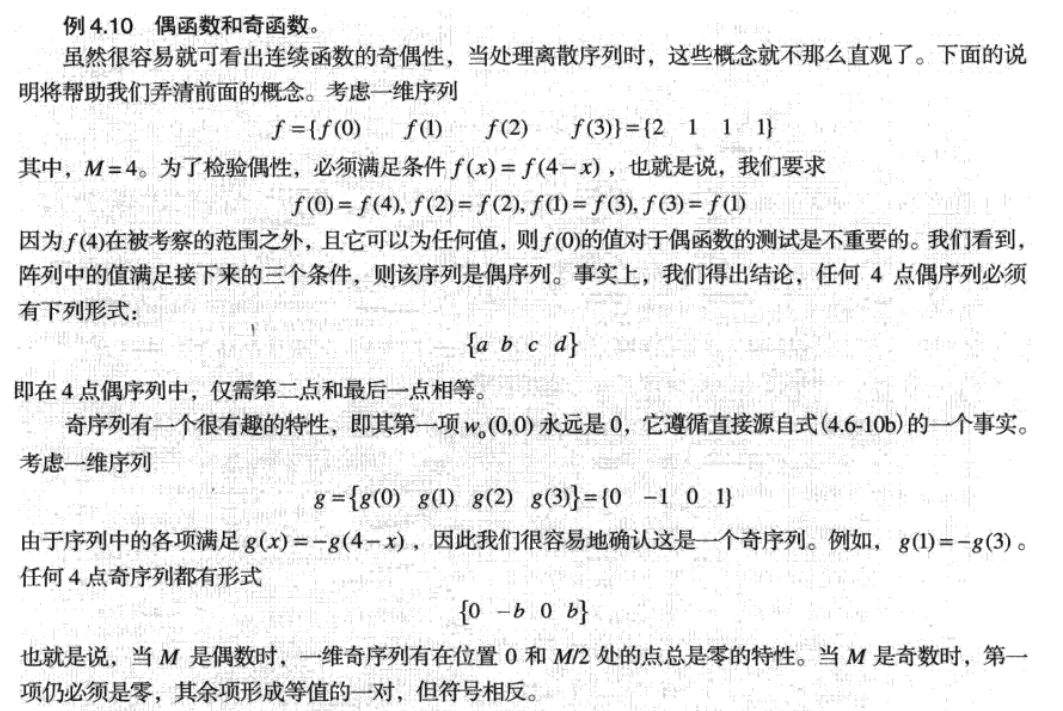 例 4.10 偶函数和奇函数。
虽然很容易就可看出连续函数的奇偶性，当处理离散序列时，这些概念就不那么直观了。下面的说
明将帮助我们弄清前面的概念。考虑一维序列
f = {f(0) f(1) f(2) f(3)} = {2 1 1 1}
其中，M = 4。为了检验偶性，必须满足条件 f(x) = f(4 − x)，也就是说，我们要求
f(0) = f(4), f(2) = f(2), f(1) = f(3), f(3) = f(1)
因为 f(4)在被考察的范围之外，且它可以为任何值，则 f(0)的值对于偶函数的测试是不重要的。我们看到，
阵列中的值满足接下来的三个条件，则该序列是偶序列。事实上，我们得出结论，任何 4 点偶序列必须
有下列形式：
{a b c d}
即在 4 点偶序列中，仅需第二点和最后一点相等。
奇序列有一个很有趣的特性，即其第一项 wₒ(0,0) 永远是 0，它遵循直接源自式(4.6-10b)的一个事实。
考虑一维序列
g = {g(0) g(1) g(2) g(3)} = {0 −1 0 1}
由于序列中的各项满足 g(x) = −g(4 − x)，因此我们很容易地确认这是一个奇序列。例如，g(1) = −g(3)。
任何 4 点奇序列都有形式
{0 −b 0 b}
也就是说，当 M 是偶数时，一维奇序列有在位置 0 和 M/2 处的点总是零的特性。当 M 是奇数时，第一
项仍必须是零，其余项形成等值的一对，但符号相反。